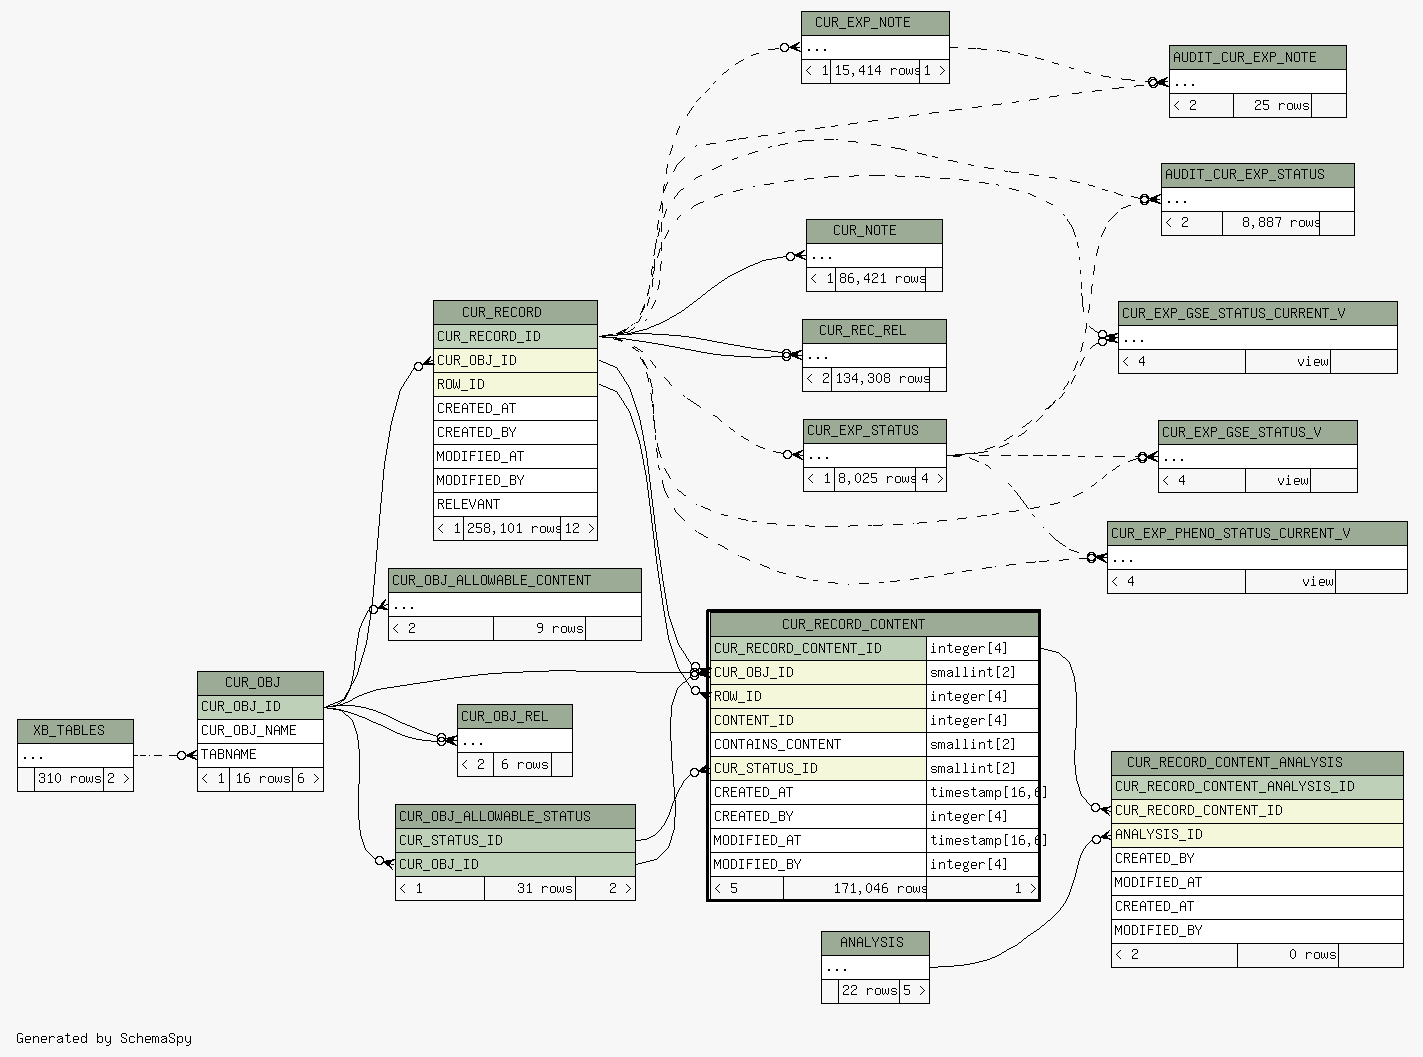 CUR_EXP_NOTE
...
< 1 15,414 rows 1 >
AUDIT_CUR_EXP_NOTE
...
< 2 25 rows
AUDIT_CUR_EXP_STATUS
...
< 2 8,887 rows
CUR_NOTE
...
< 1 86,421 rows
CUR_RECORD
CUR_RECORD_ID
CUR_OBJ_ID
ROW_ID
CREATED_AT
CREATED_BY
MODIFIED_AT
MODIFIED_BY
RELEVANT
< 1 258,101 rows 12 >
CUR_REC_REL
...
< 2 134,308 rows
CUR_EXP_GSE_STATUS_CURRENT_V
...
< 4 view
CUR_EXP_STATUS
...
< 1 8,025 rows 4 >
CUR_EXP_GSE_STATUS_V
...
< 4 view
CUR_EXP_PHENO_STATUS_CURRENT_V
...
< 4 view
CUR_OBJ_ALLOWABLE_CONTENT
...
< 2 9 rows
CUR_RECORD_CONTENT
CUR_RECORD_CONTENT_ID integer[4]
CUR_OBJ_ID smallint[2]
ROW_ID integer[4]
CONTENT_ID integer[4]
CONTAINS_CONTENT smallint[2]
CUR_STATUS_ID smallint[2]
CREATED_AT timestamp[16,6]
CREATED_BY integer[4]
MODIFIED_AT timestamp[16,6]
MODIFIED_BY integer[4]
< 5 171,046 rows 1 >
CUR_OBJ
CUR_OBJ_ID
CUR_OBJ_NAME
TABNAME
< 1 16 rows 6 >
XB_TABLES
...
310 rows 2 >
CUR_OBJ_REL
...
< 2 6 rows
CUR_OBJ_ALLOWABLE_STATUS
CUR_STATUS_ID
CUR_OBJ_ID
< 1 31 rows 2 >
CUR_RECORD_CONTENT_ANALYSIS
CUR_RECORD_CONTENT_ANALYSIS_ID
CUR_RECORD_CONTENT_ID
ANALYSIS_ID
CREATED_BY
MODIFIED_AT
CREATED_AT
MODIFIED_BY
< 2 0 rows
ANALYSIS
...
22 rows 5 >
Generated by SchemaSpy